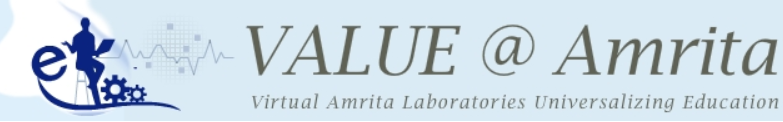 e
VALUE @ Amrita
Virtual Amrita Laboratories Universalizing Education